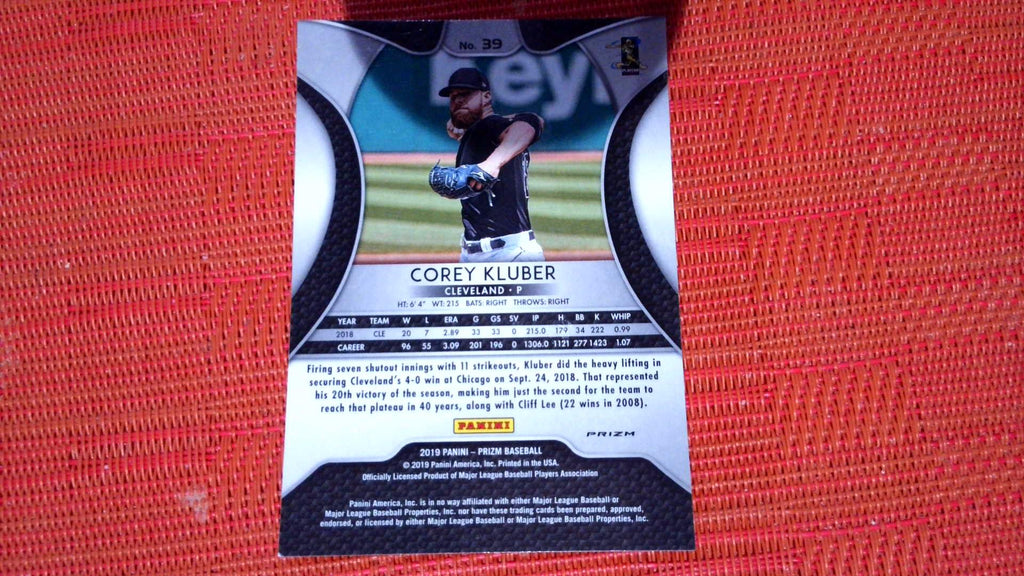 No. 39
eyl
COREY KLUBER
CLEVELAND • P
HT: 6' 4" WT: 215 BATS: RIGHT THROWS: RIGHT
YEAR TEAM W L ERA G GS SV IP H BB K WHIP
2018 CLE 20 7 2.89 33 33 0 215.0 179 34 222 0.99
CAREER 96 55 3.09 201 196 0 1306.0 1121 277 1423 1.07
Firing seven shutout innings with 11 strikeouts, Kluber did the heavy lifting in
securing Cleveland's 4-0 win at Chicago on Sept. 24, 2018. That represented
his 20th victory of the season, making him just the second for the team to
reach that plateau in 40 years, along with Cliff Lee (22 wins in 2008).
PANINI
PRIZM
2019 PANINI – PRIZM BASEBALL
© 2019 Panini America, Inc. Printed in the USA.
Officially Licensed Product of Major League Baseball Players Association
Panini America, Inc. is in no way affiliated with either Major League Baseball or
Major League Baseball Properties, Inc. nor have these trading cards been prepared, approved,
endorsed, or licensed by either Major League Baseball or Major League Baseball Properties, Inc.